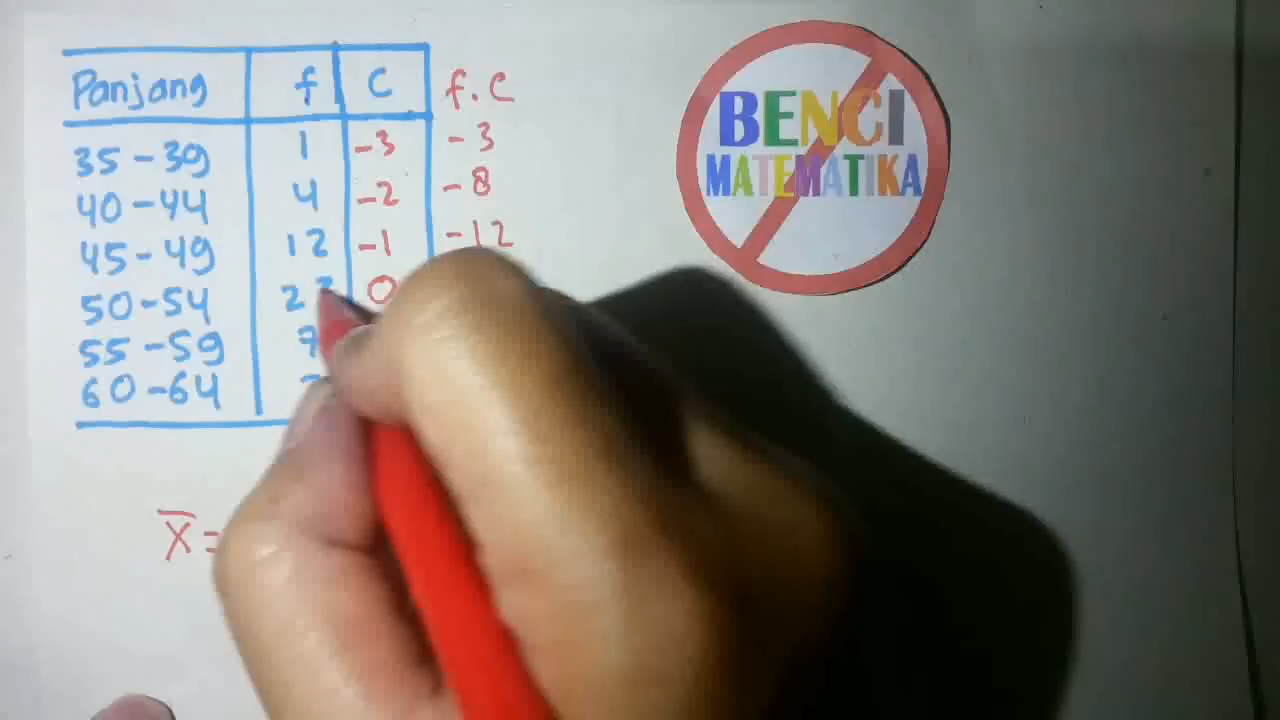 Panjang f C f.C
35 - 39 1 -3 -3
40 - 44 4 -2 -8
45 - 49 12 -1 -12
50 - 54 0
55 - 59 7
60 - 64
X̄ =
BENCI
MATEMATIKA